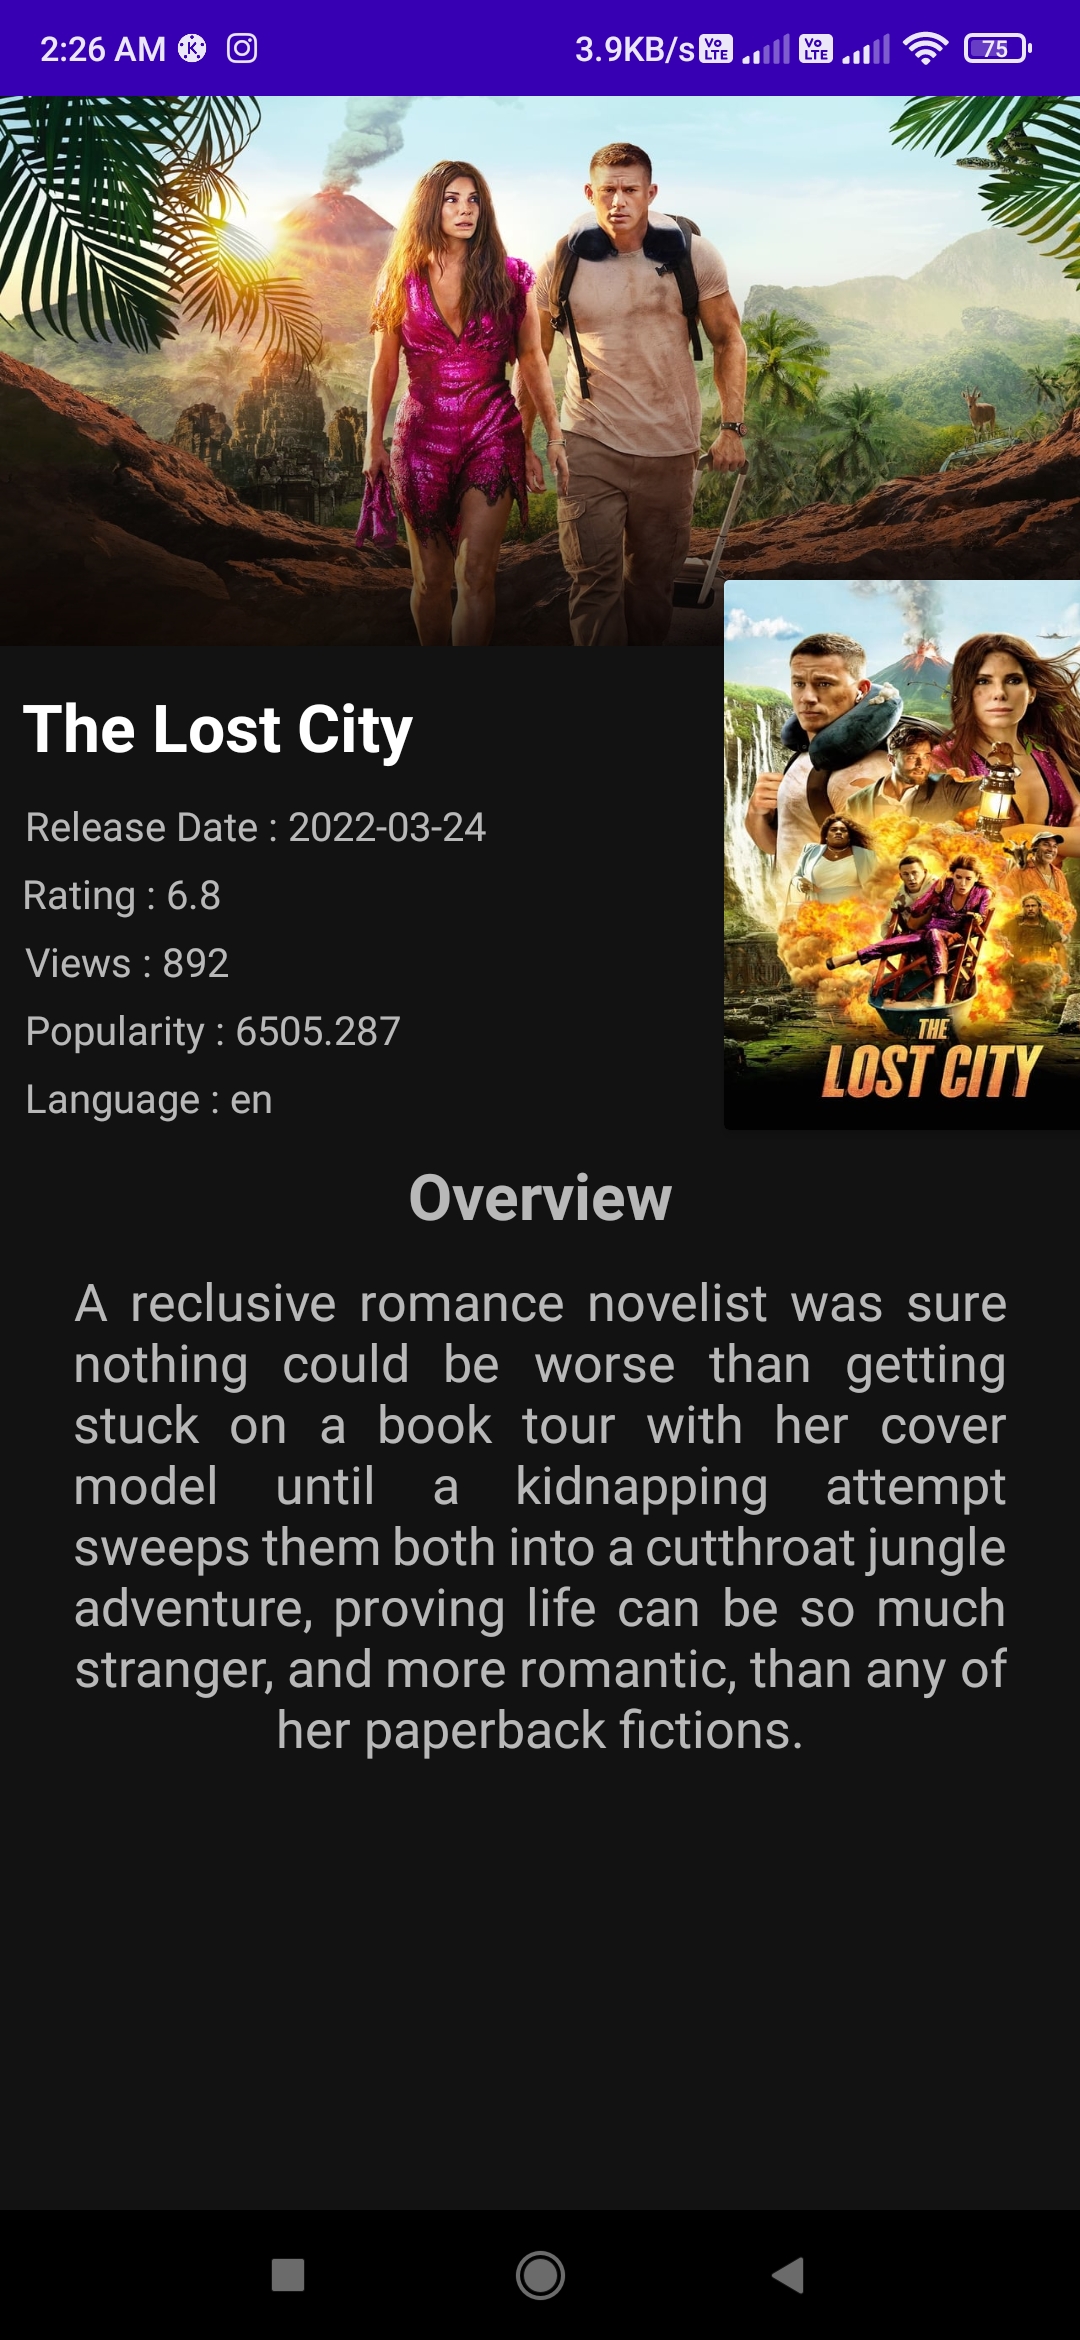 2:26 AM K 3.9KB/s Vo LTE Vo LTE 75
The Lost City
Release Date : 2022-03-24
Rating : 6.8
Views : 892
Popularity : 6505.287
Language : en
THE
LOST CITY
Overview
A reclusive romance novelist was sure
nothing could be worse than getting
stuck on a book tour with her cover
model until a kidnapping attempt
sweeps them both into a cutthroat jungle
adventure, proving life can be so much
stranger, and more romantic, than any of
her paperback fictions.